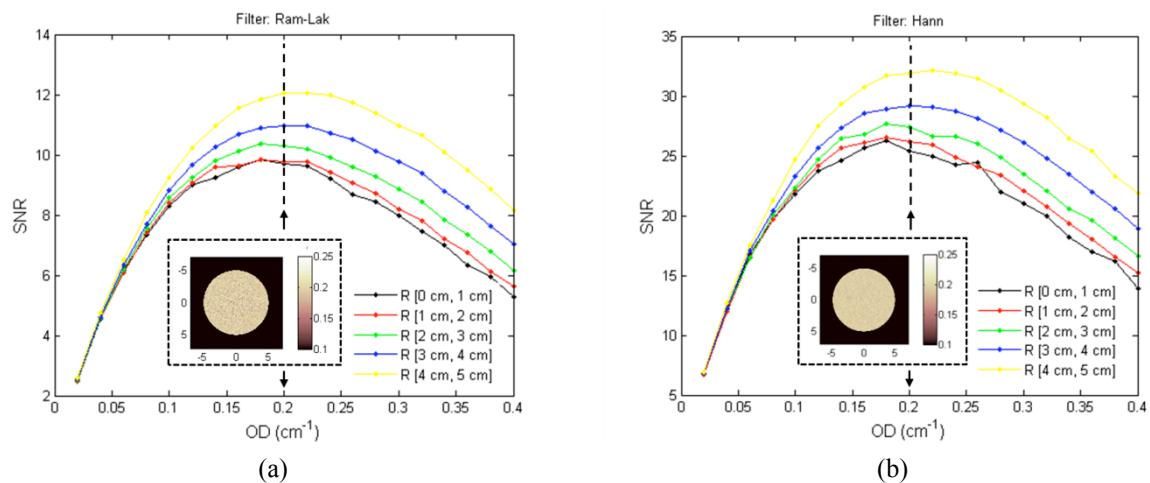 Filter: Ram-Lak
14
12
10
8
6
4
2
SNR
0
0.05
0.1
0.15
0.2
0.25
0.3
0.35
0.4
OD (cm⁻¹)
-5
0
5
-5 0 5
0.25
0.2
0.15
0.1
R [0 cm, 1 cm]
R [1 cm, 2 cm]
R [2 cm, 3 cm]
R [3 cm, 4 cm]
R [4 cm, 5 cm]
(a)
Filter: Hann
35
30
25
20
15
10
5
SNR
0
0.05
0.1
0.15
0.2
0.25
0.3
0.35
0.4
OD (cm⁻¹)
-5
0
5
-5 0 5
0.25
0.2
0.15
0.1
R [0 cm, 1 cm]
R [1 cm, 2 cm]
R [2 cm, 3 cm]
R [3 cm, 4 cm]
R [4 cm, 5 cm]
(b)